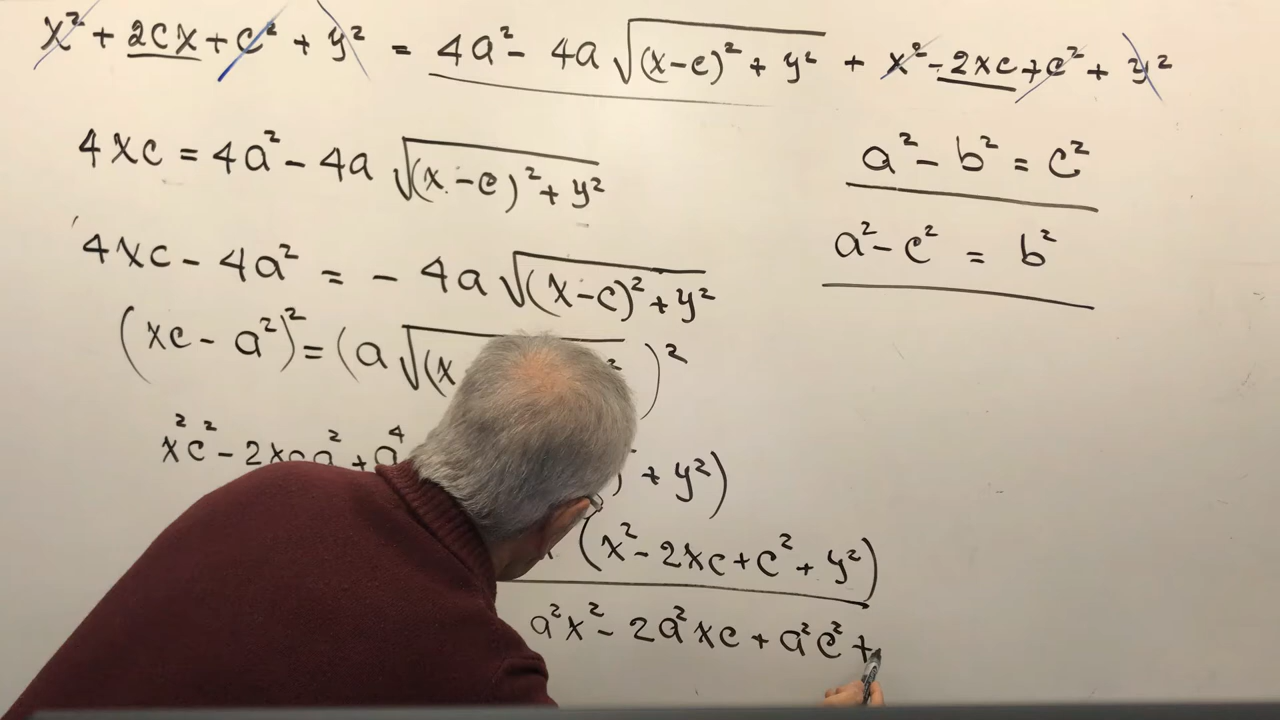 x² + 2cx + c² + y² = 4a² - 4a √(x-c)² + y² + x² - 2xc + c² + y²
4xc = 4a² - 4a √(x-c)² + y²
a² - b² = c²
a² - c² = b²
4xc - 4a² = - 4a √(x-c)² + y²
(xc - a²)² = (a √(x ²)²
x²c² - 2xca² + a⁴ ) + y²)
(x² - 2xc + c² + y²)
a²x² - 2a²xc + a²c² +